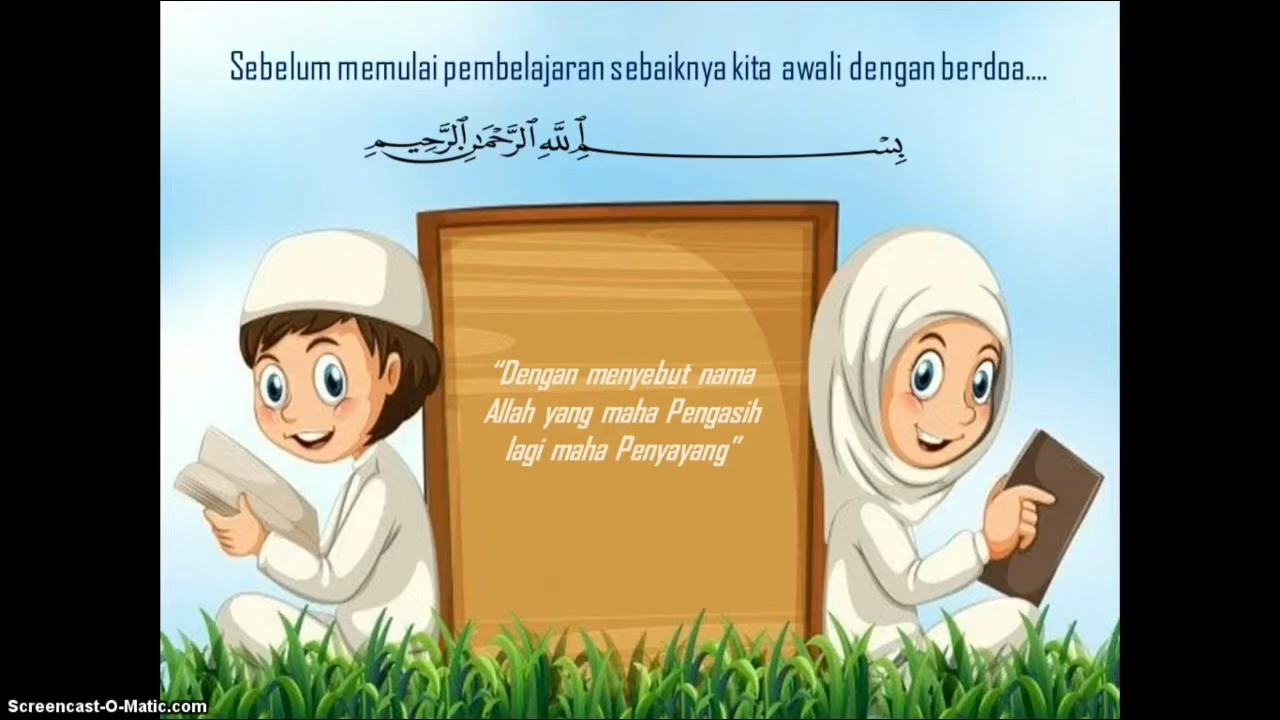 Sebelum memulai pembelajaran sebaiknya kita awali dengan berdoa....
بِسْمِ اللَّهِ الرَّحْمَٰنِ الرَّحِيمِ
“Dengan menyebut nama
Allah yang maha Pengasih
lagi maha Penyayang”
Screencast-O-Matic.com